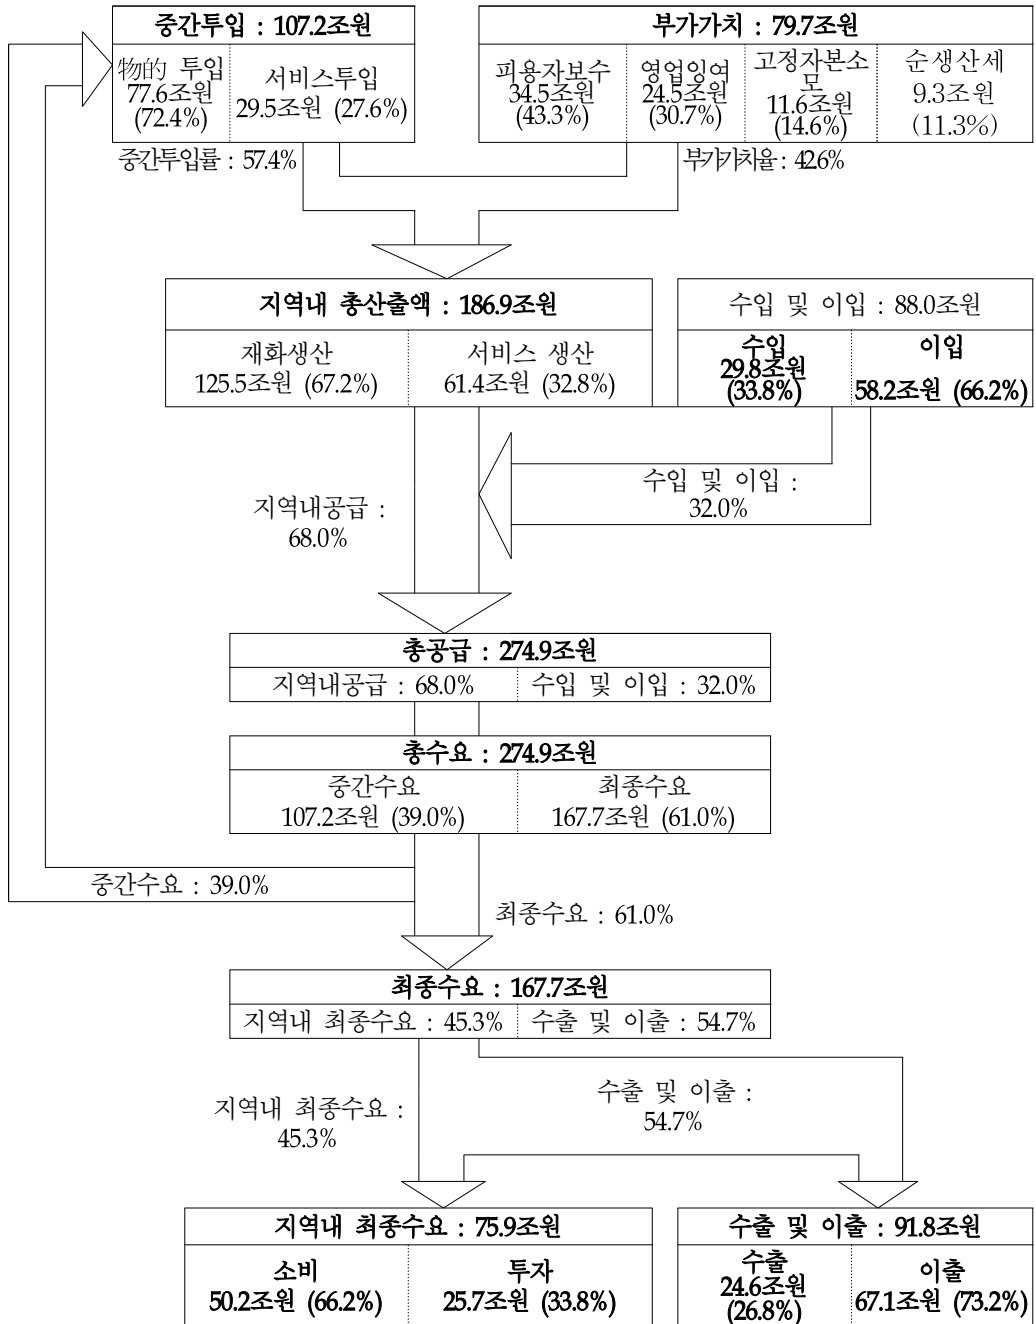 중간투입 : 107.2조원
物的 투입
77.6조원
(72.4%)
서비스투입
29.5조원 (27.6%)
부가가치 : 79.7조원
피용자보수
34.5조원
(43.3%)
영업잉여
24.5조원
(30.7%)
고정자본소
모
11.6조원
(14.6%)
순생산세
9.3조원
(11.3%)
중간투입률 : 57.4%
부가가치율 : 42.6%
지역내 총산출액 : 186.9조원
재화생산
125.5조원 (67.2%)
서비스 생산
61.4조원 (32.8%)
수입 및 이입 : 88.0조원
수입
29.8조원
(33.8%)
이입
58.2조원 (66.2%)
수입 및 이입 :
32.0%
지역내공급 :
68.0%
총공급 : 274.9조원
지역내공급 : 68.0%
수입 및 이입 : 32.0%
총수요 : 274.9조원
중간수요
107.2조원 (39.0%)
최종수요
167.7조원 (61.0%)
중간수요 : 39.0%
최종수요 : 61.0%
최종수요 : 167.7조원
지역내 최종수요 : 45.3%
수출 및 이출 : 54.7%
지역내 최종수요 :
45.3%
수출 및 이출 :
54.7%
지역내 최종수요 : 75.9조원
소비
50.2조원 (66.2%)
투자
25.7조원 (33.8%)
수출 및 이출 : 91.8조원
수출
24.6조원
(26.8%)
이출
67.1조원 (73.2%)